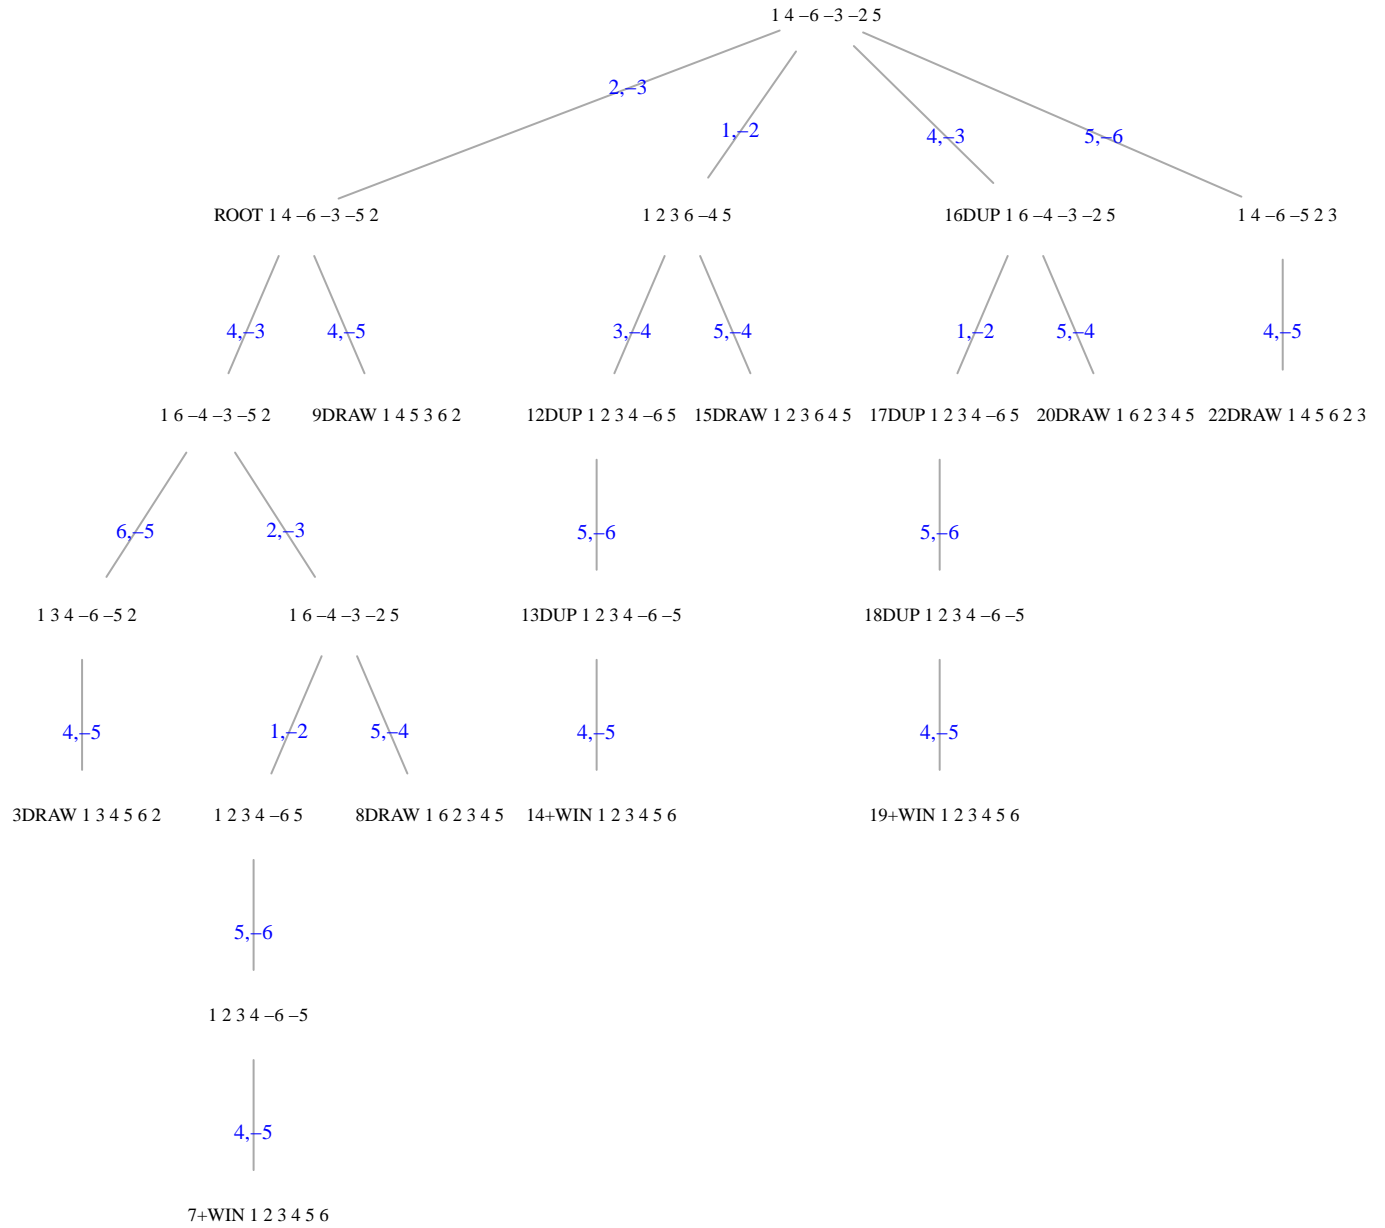 1 4 –6 –3 –2 5
2,–3
1,–2
4,–3
5,–6
ROOT 1 4 –6 –3 –5 2
1 2 3 6 –4 5
16DUP 1 6 –4 –3 –2 5
1 4 –6 –5 2 3
4,–3
4,–5
3,–4
5,–4
1,–2
5,–4
4,–5
1 6 –4 –3 –5 2
9DRAW 1 4 5 3 6 2
12DUP 1 2 3 4 –6 5
15DRAW 1 2 3 6 4 5
17DUP 1 2 3 4 –6 5
20DRAW 1 6 2 3 4 5
22DRAW 1 4 5 6 2 3
6,–5
2,–3
5,–6
5,–6
1 3 4 –6 –5 2
1 6 –4 –3 –2 5
13DUP 1 2 3 4 –6 –5
18DUP 1 2 3 4 –6 –5
4,–5
1,–2
5,–4
4,–5
4,–5
3DRAW 1 3 4 5 6 2
1 2 3 4 –6 5
8DRAW 1 6 2 3 4 5
14+WIN 1 2 3 4 5 6
19+WIN 1 2 3 4 5 6
5,–6
1 2 3 4 –6 –5
4,–5
7+WIN 1 2 3 4 5 6